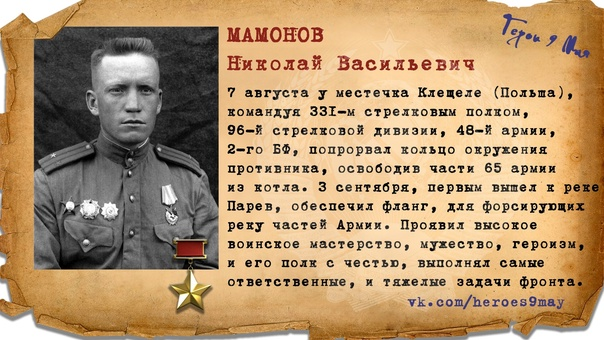 МАМОНОВ
Николай Васильевич
Герои 9 Мая
7 августа у местечка Клещеле (Польша),
командуя 331-м стрелковым полком,
96-й стрелковой дивизии, 48-й армии,
2-го БФ, попрорвал кольцо окружения
противника, освободив части 65 армии
из котла. 3 сентября, первым вышел к реке
Парев, обеспечил фланг, для форсирующих
реку частей Армии. Проявил высокое
воинское мастерство, мужество, героизм,
и его полк с честью, выполнял самые
ответственные, и тяжелые задачи фронта.
vk.com/heroes9may